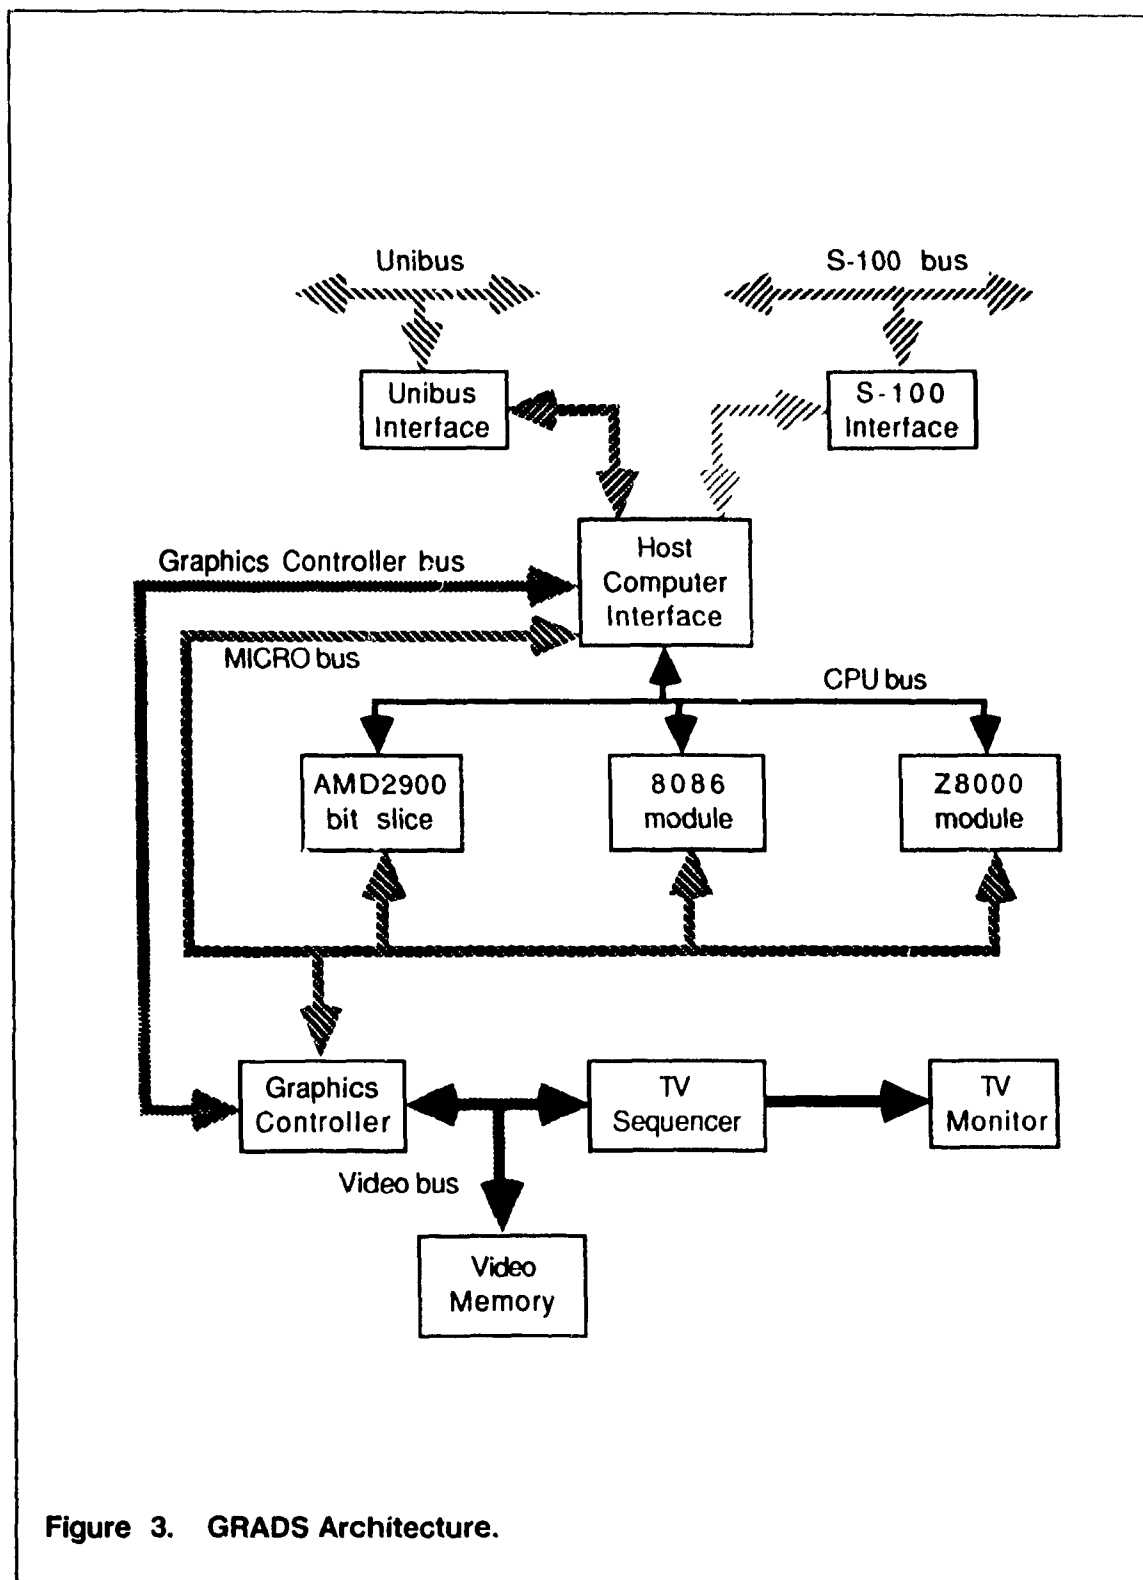 Unibus
S-100 bus
Unibus
Interface
S-100
Interface
Host
Computer
Interface
Graphics Controller bus
MICRO bus
CPU bus
AMD2900
bit slice
8086
module
Z8000
module
Graphics
Controller
TV
Sequencer
TV
Monitor
Video bus
Video
Memory
Figure 3. GRADS Architecture.